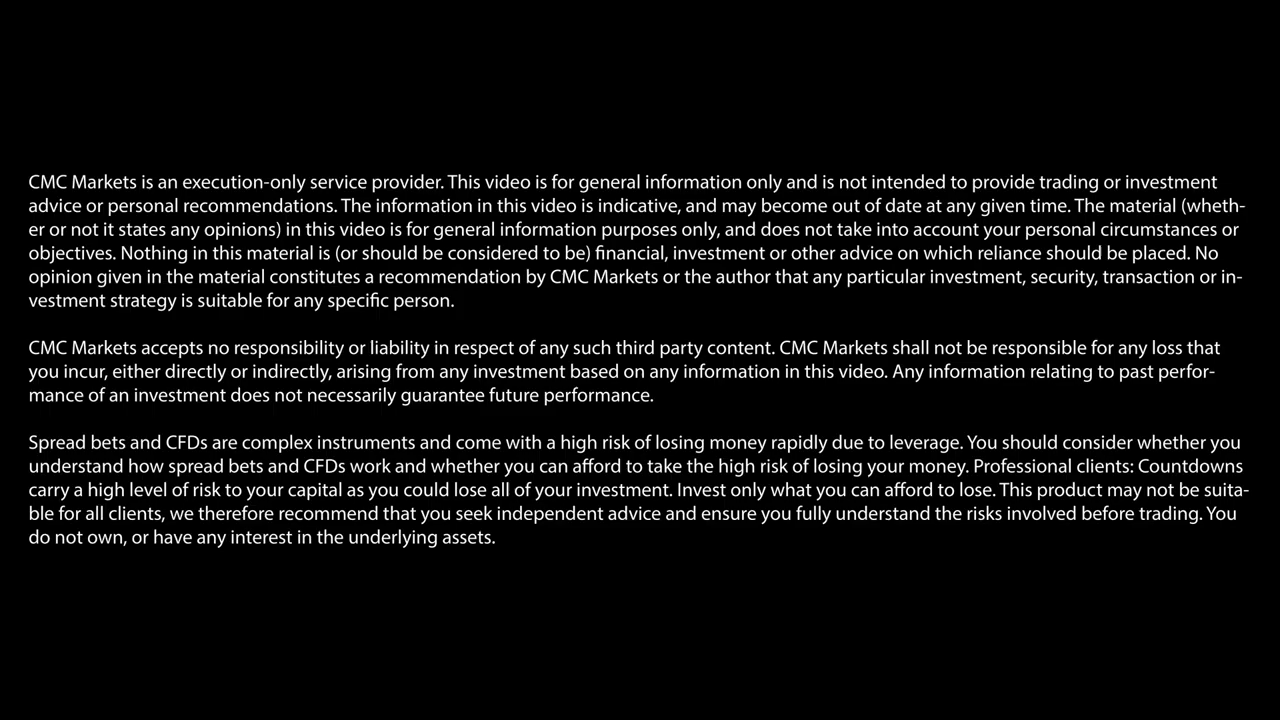 CMC Markets is an execution-only service provider. This video is for general information only and is not intended to provide trading or investment
advice or personal recommendations. The information in this video is indicative, and may become out of date at any given time. The material (wheth-
er or not it states any opinions) in this video is for general information purposes only, and does not take into account your personal circumstances or
objectives. Nothing in this material is (or should be considered to be) financial, investment or other advice on which reliance should be placed. No
opinion given in the material constitutes a recommendation by CMC Markets or the author that any particular investment, security, transaction or in-
vestment strategy is suitable for any specific person.

CMC Markets accepts no responsibility or liability in respect of any such third party content. CMC Markets shall not be responsible for any loss that
you incur, either directly or indirectly, arising from any investment based on any information in this video. Any information relating to past perfor-
mance of an investment does not necessarily guarantee future performance.

Spread bets and CFDs are complex instruments and come with a high risk of losing money rapidly due to leverage. You should consider whether you
understand how spread bets and CFDs work and whether you can afford to take the high risk of losing your money. Professional clients: Countdowns
carry a high level of risk to your capital as you could lose all of your investment. Invest only what you can afford to lose. This product may not be suita-
ble for all clients, we therefore recommend that you seek independent advice and ensure you fully understand the risks involved before trading. You
do not own, or have any interest in the underlying assets.